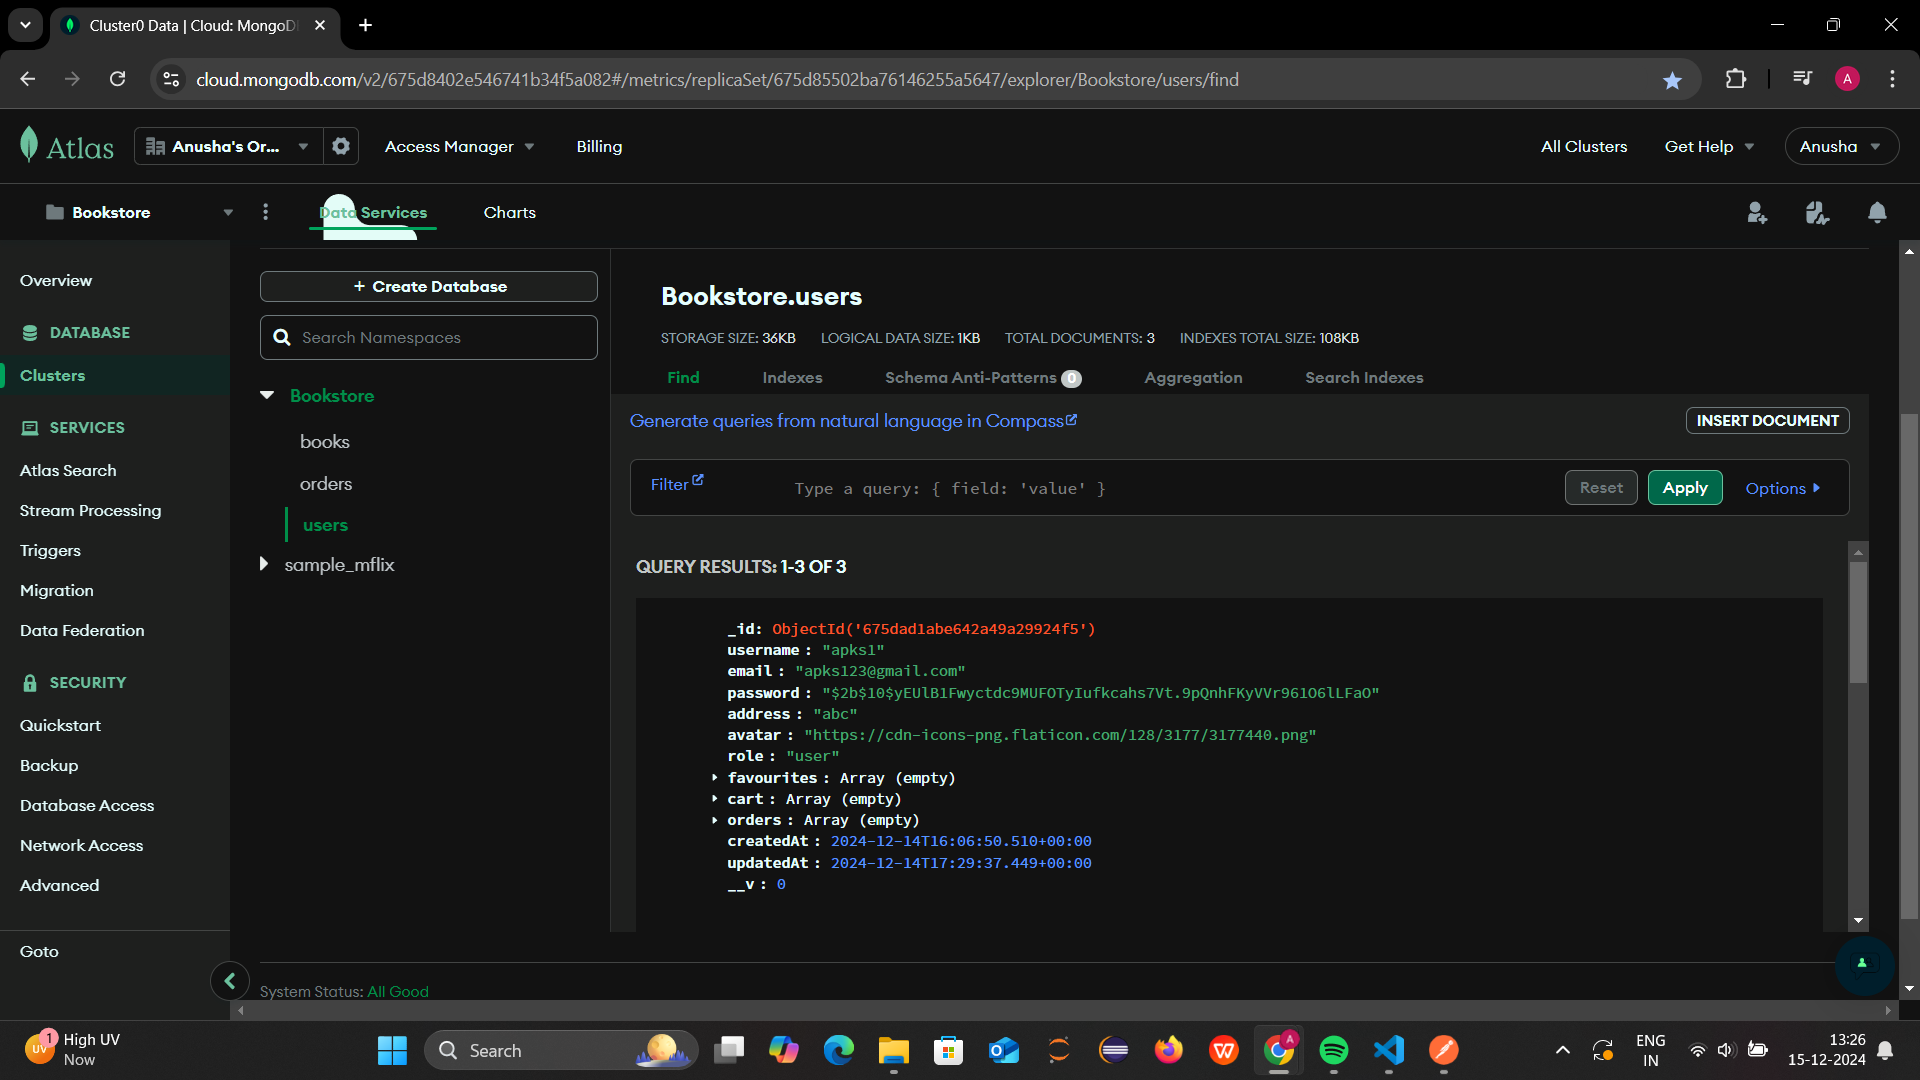 Cluster0 Data | Cloud: MongoD
cloud.mongodb.com/v2/675d8402e546741b34f5a082#/metrics/replicaSet/675d85502ba76146255a5647/explorer/Bookstore/users/find
A
Atlas
Anusha's Or...
Access Manager
Billing
All Clusters
Get Help
Anusha
Bookstore
Data Services
Charts
Overview
DATABASE
Clusters
SERVICES
Atlas Search
Stream Processing
Triggers
Migration
Data Federation
SECURITY
Quickstart
Backup
Database Access
Network Access
Advanced
Goto
+ Create Database
Search Namespaces
Bookstore
books
orders
users
sample_mflix
Bookstore.users
STORAGE SIZE: 36KB LOGICAL DATA SIZE: 1KB TOTAL DOCUMENTS: 3 INDEXES TOTAL SIZE: 108KB
Find Indexes Schema Anti-Patterns 0 Aggregation Search Indexes
Generate queries from natural language in Compass
INSERT DOCUMENT
Filter
Type a query: { field: 'value' }
Reset
Apply
Options
QUERY RESULTS: 1-3 OF 3
_id: ObjectId('675dad1abe642a49a29924f5')
username : "apks1"
email : "apks123@gmail.com"
password : "$2b$10$yEUlB1Fwyctdc9MUFOTyIufkcahs7Vt.9pQnhFKyVVr961O6lLFaO"
address : "abc"
avatar : "https://cdn-icons-png.flaticon.com/128/3177/3177440.png"
role : "user"
favourites : Array (empty)
cart : Array (empty)
orders : Array (empty)
createdAt : 2024-12-14T16:06:50.510+00:00
updatedAt : 2024-12-14T17:29:37.449+00:00
__v : 0
System Status: All Good
UV
1
High UV
Now
Search
W
A
ENG
IN
13:26
15-12-2024